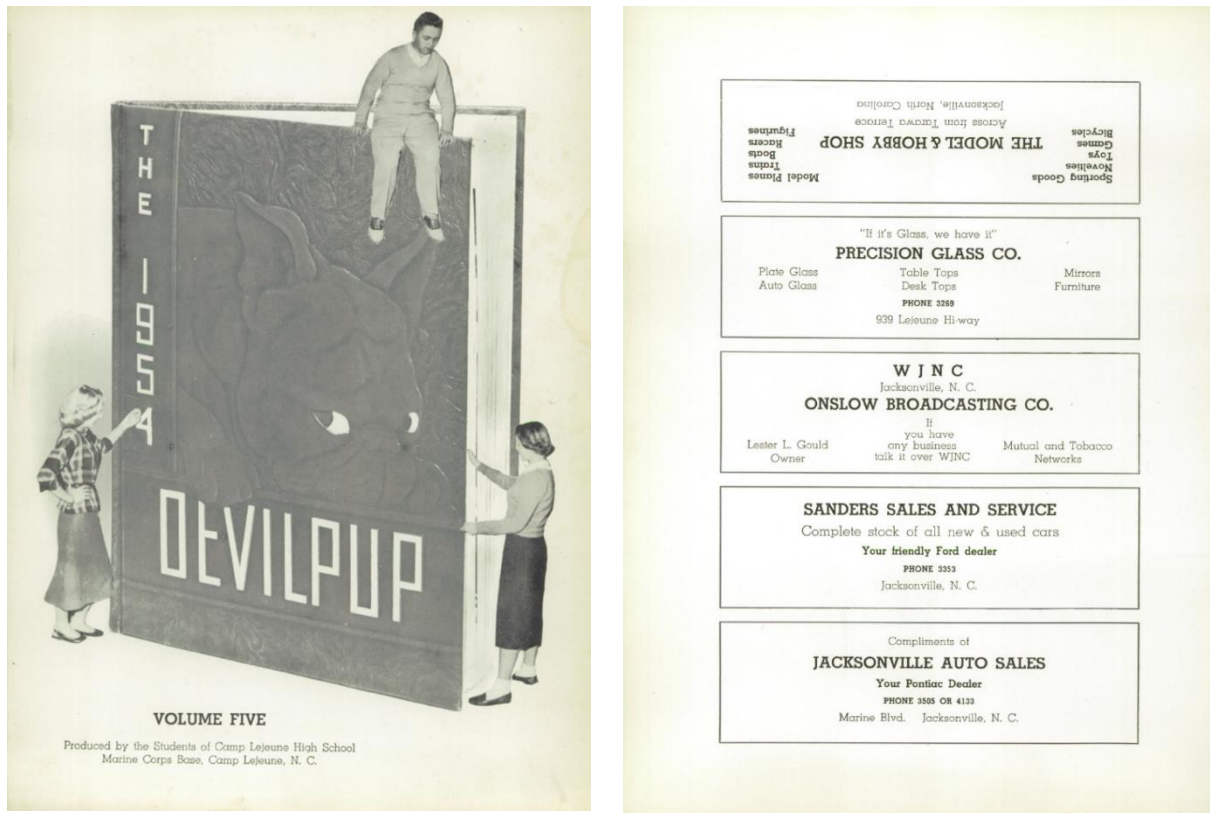 THE 1954
DEVILPUP
VOLUME FIVE
Produced by the Students of Camp Lejeune High School
Marine Corps Base, Camp Lejeune, N. C.
Sporting Goods Model Planes
Novelties Trains
Toys Boats
Games THE MODEL & HOBBY SHOP Racers
Bicycles Figurines
Across from Tarawa Terrace
Jacksonville, North Carolina
"If it's Glass, we have it"
PRECISION GLASS CO.
Plate Glass Table Tops Mirrors
Auto Glass Desk Tops Furniture
PHONE 3269
939 Lejeune Hi-way
W J N C
Jacksonville, N. C.
ONSLOW BROADCASTING CO.
If
you have
Lester L. Gould any business Mutual and Tobacco
Owner talk it over WJNC Networks
SANDERS SALES AND SERVICE
Complete stock of all new & used cars
Your friendly Ford dealer
PHONE 3353
Jacksonville, N. C.
Compliments of
JACKSONVILLE AUTO SALES
Your Pontiac Dealer
PHONE 3505 OR 4133
Marine Blvd. Jacksonville, N. C.